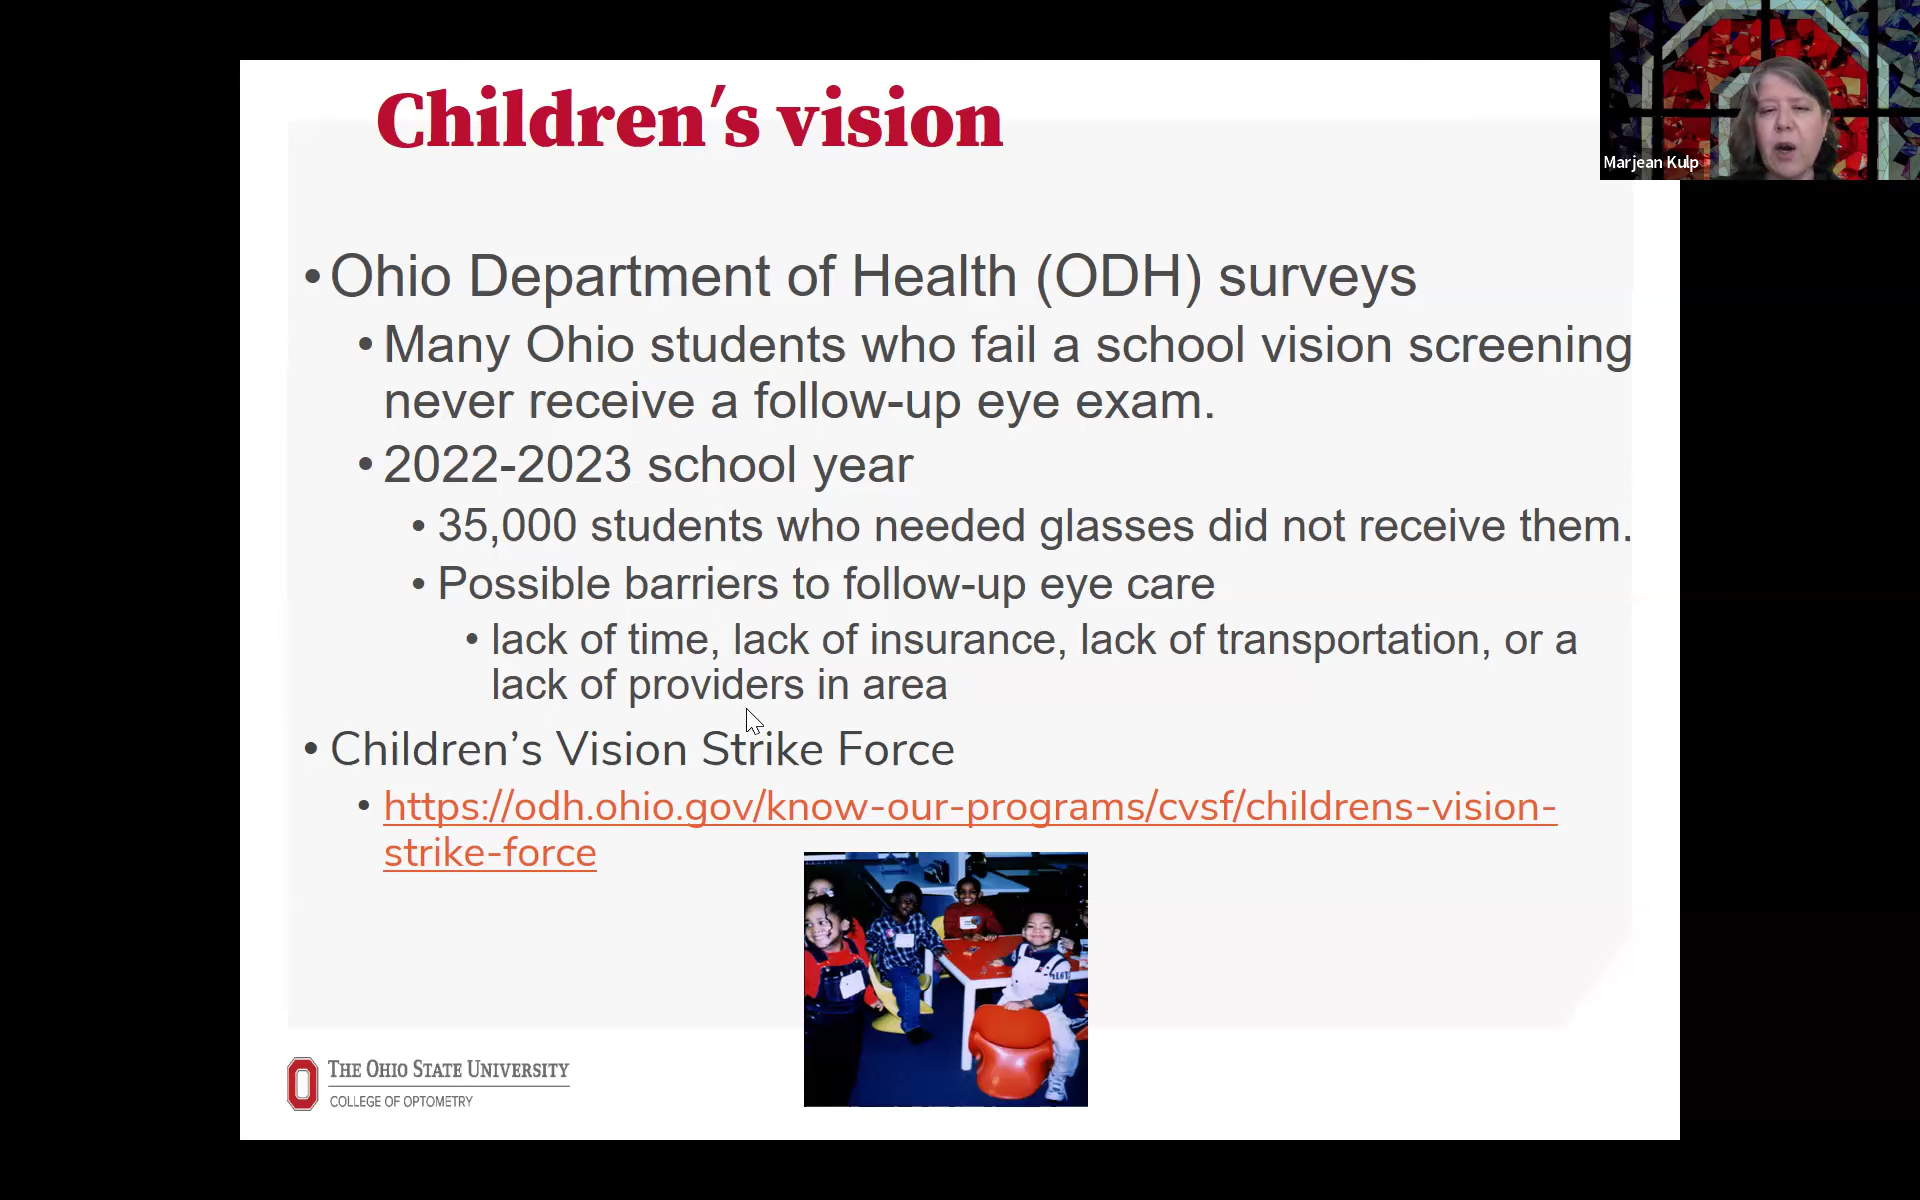 Children's vision
Marjean Kulp
• Ohio Department of Health (ODH) surveys
• Many Ohio students who fail a school vision screening
never receive a follow-up eye exam.
• 2022-2023 school year
• 35,000 students who needed glasses did not receive them.
• Possible barriers to follow-up eye care
• lack of time, lack of insurance, lack of transportation, or a
lack of providers in area
• Children’s Vision Strike Force
• https://odh.ohio.gov/know-our-programs/cvsf/childrens-vision-
strike-force
THE OHIO STATE UNIVERSITY
COLLEGE OF OPTOMETRY